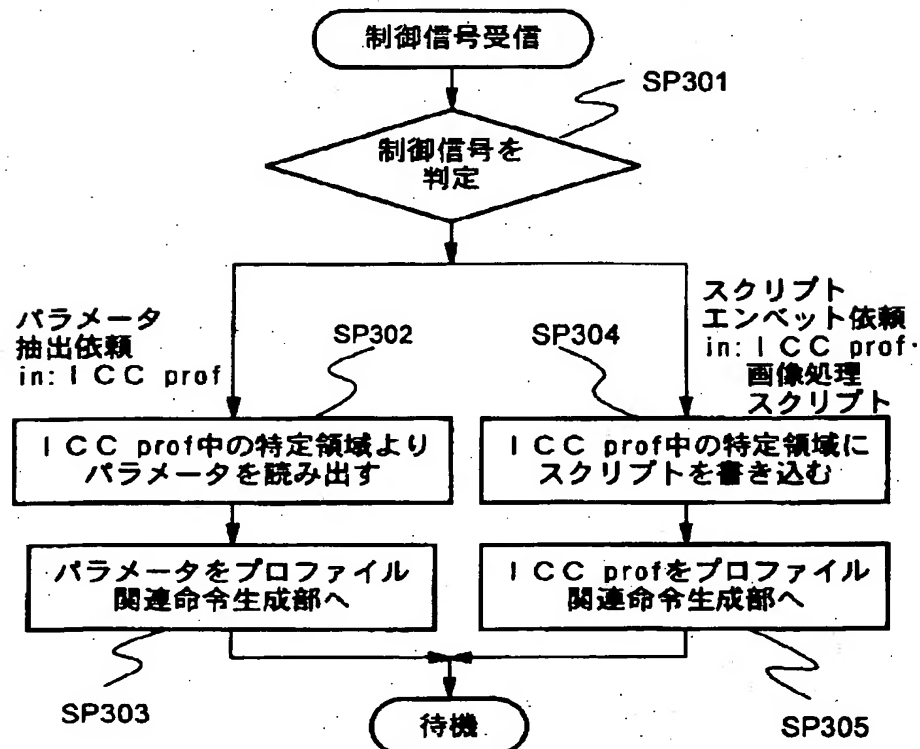 制御信号受信
SP301
制御信号を
判定
パラメータ
抽出依頼
in:ICC prof
SP302
SP304
スクリプト
エンベット依頼
in:ICC prof・
画像処理
スクリプト
ICC prof中の特定領域より
パラメータを読み出す
ICC prof中の特定領域に
スクリプトを書き込む
パラメータをプロファイル
関連命令生成部へ
ICC profをプロファイル
関連命令生成部へ
SP303
待機
SP305